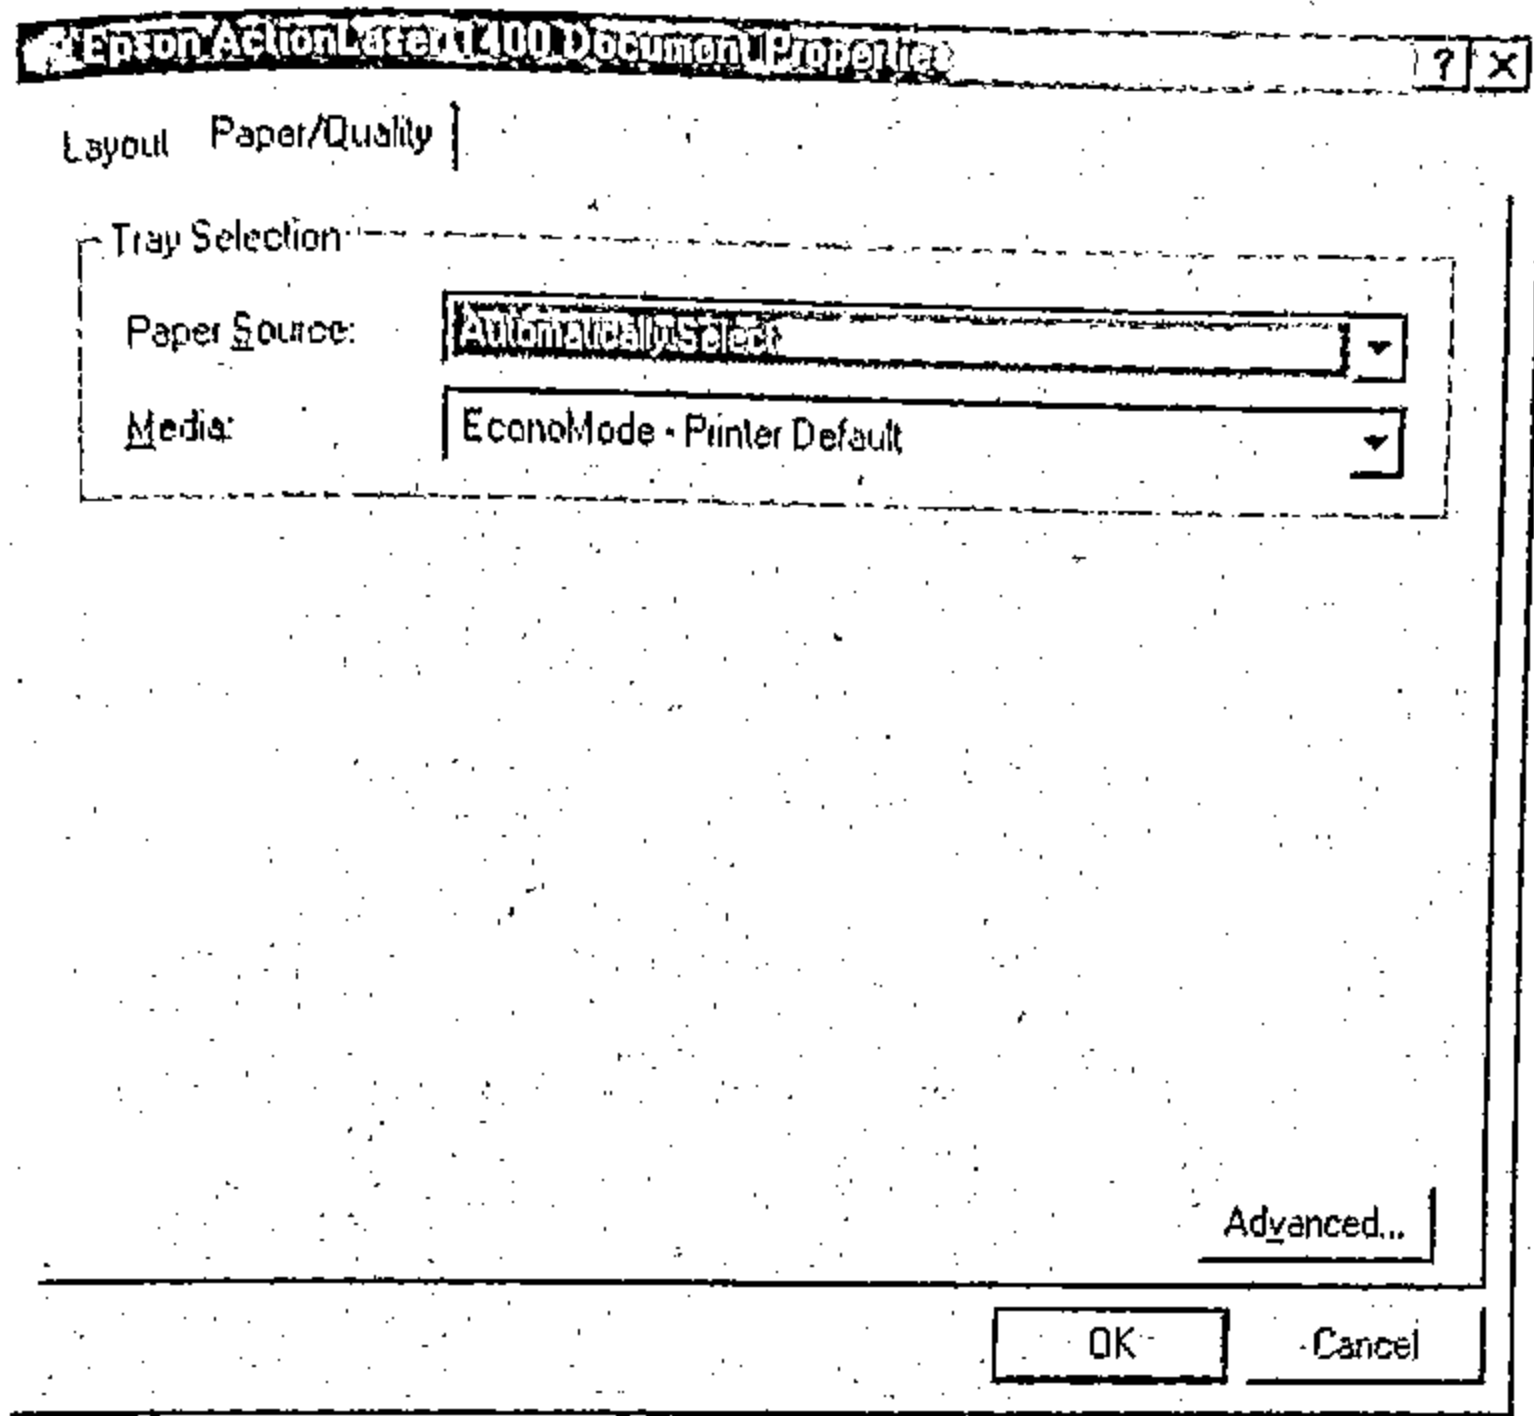 Epson ActionLaser 1400 Document Properties ? X
Layout Paper/Quality
Tray Selection
Paper Source: Automatically Select
Media: EconoMode - Printer Default
Advanced...
OK Cancel